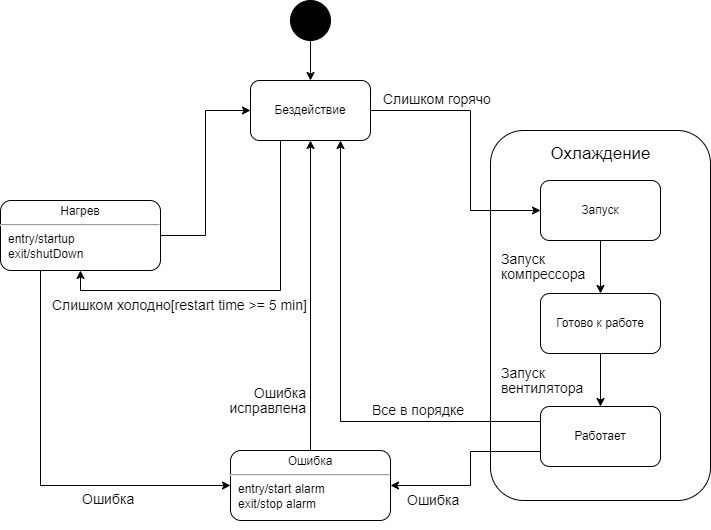 Бездействие
Слишком горячо
Охлаждение
Нагрев
entry/startup
exit/shutDown
Запуск
Запуск
компрессора
Слишком холодно[restart time >= 5 min]
Готово к работе
Запуск
вентилятора
Ошибка
исправлена
Все в порядке
Работает
Ошибка
entry/start alarm
exit/stop alarm
Ошибка
Ошибка